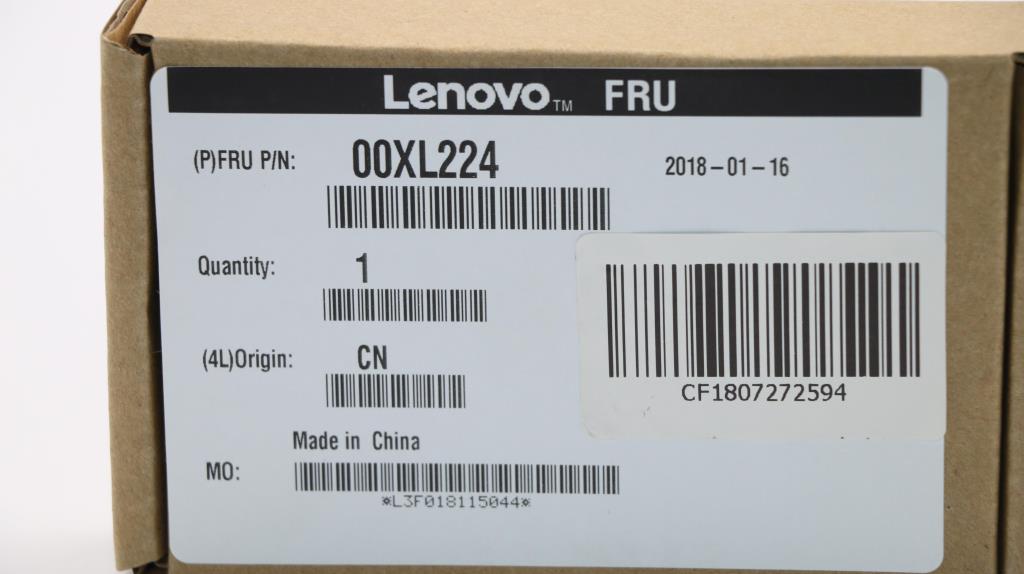 Lenovo™ FRU
(P)FRU P/N: 00XL224 2018-01-16
Quantity: 1
(4L)Origin: CN
CF1807272594
Made in China
MO:
*L3F018115044*